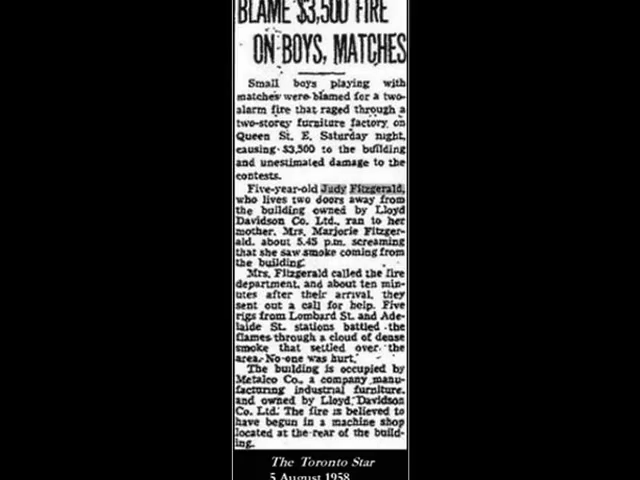 BLAME $3,500 FIRE
ON BOYS, MATCHES
Small boys playing with
matches were blamed for a two-
alarm fire that raged through a
two-storey furniture factory on
Queen St. E. Saturday night,
causing $3,500 to the building
and unestimated damage to the
contests.
Five-year-old Judy Fitzgerald,
who lives two doors away from
the building owned by Lloyd
Davidson Co. Ltd., ran to her
mother, Mrs. Marjorie Fitzger-
ald, about 5.45 p.m. screaming
that she saw smoke coming from
the building.
Mrs. Fitzgerald called the fire
department, and about ten min-
utes after their arrival, they
sent out a call for help. Five
rigs from Lombard St. and Ade-
laide St. stations battled the
flames through a cloud of dense
smoke that settled over the
area. No-one was hurt.
The building is occupied by
Metalco Co., a company manu-
facturing industrial furniture,
and owned by Lloyd Davidson
Co. Ltd. The fire is believed to
have begun in a machine shop
located at the rear of the build-
ing.
The Toronto Star
5 August 1958